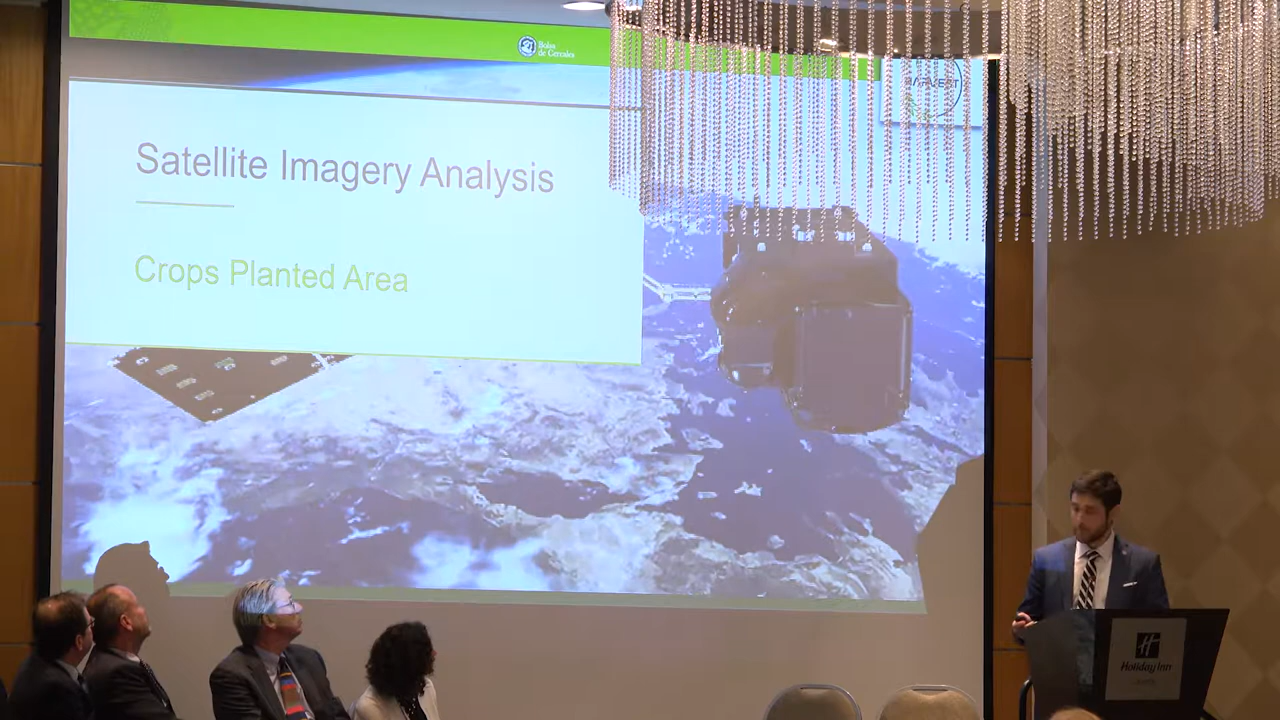 Bolsa
de Cereales
Satellite Imagery Analysis
Crops Planted Area
H
Holiday Inn